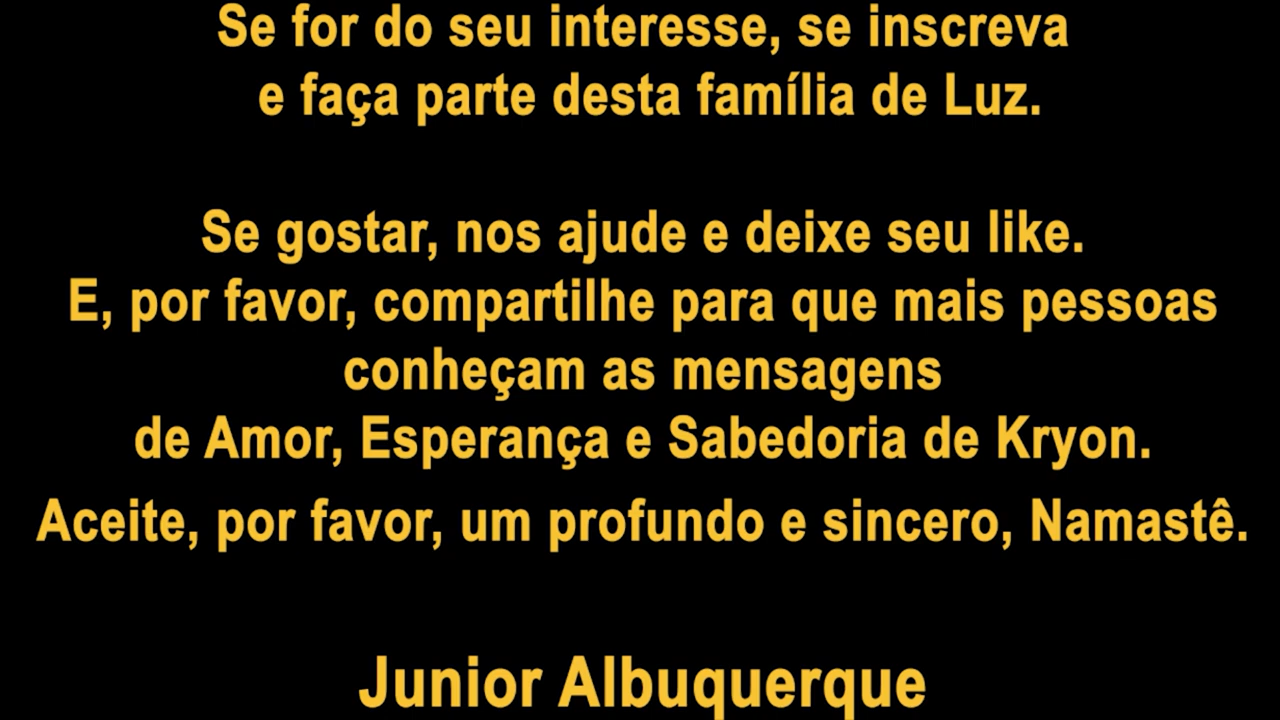 Se for do seu interesse, se inscreva
e faça parte desta família de Luz.
Se gostar, nos ajude e deixe seu like.
E, por favor, compartilhe para que mais pessoas
conheçam as mensagens
de Amor, Esperança e Sabedoria de Kryon.
Aceite, por favor, um profundo e sincero, Namastê.
Junior Albuquerque